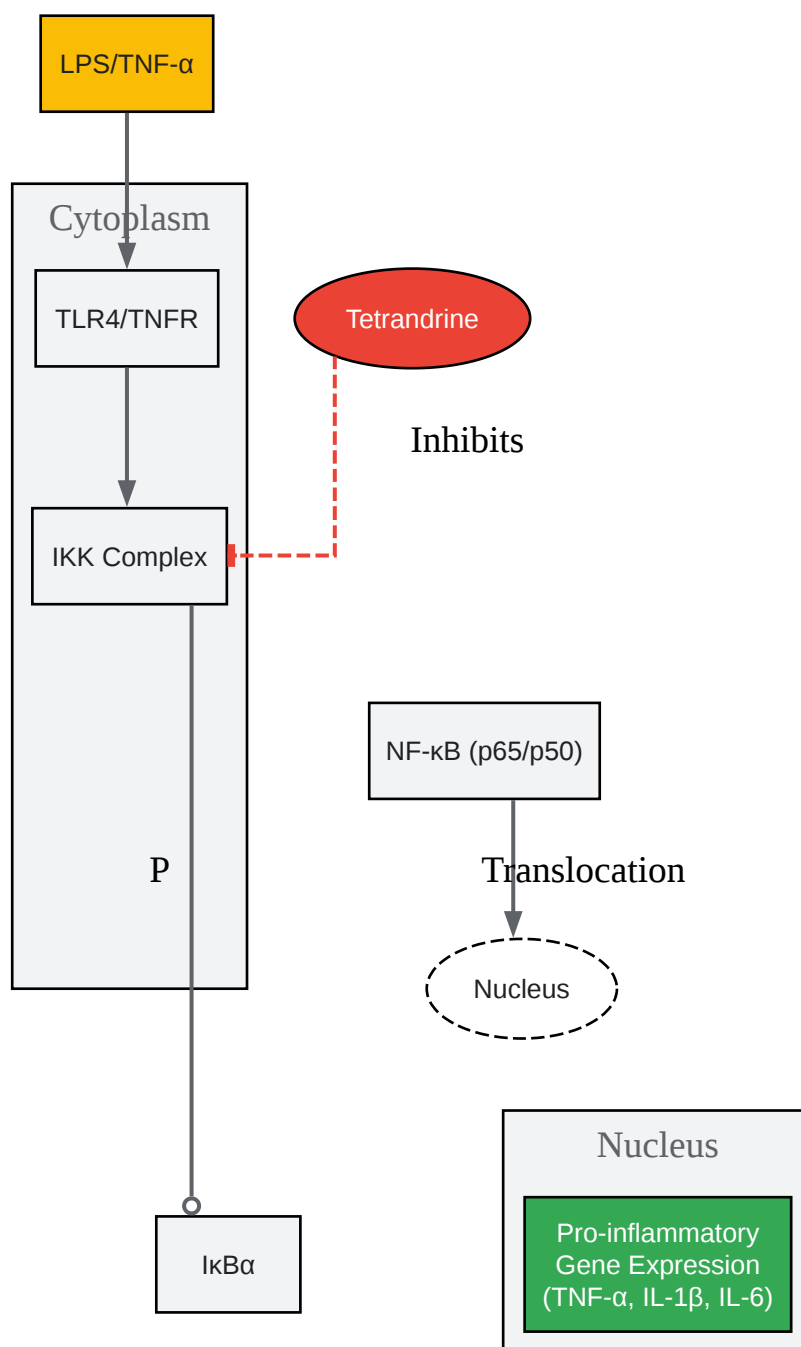 LPS/TNF-α
Cytoplasm
TLR4/TNFR
Tetrandrine
Inhibits
IKK Complex
NF-κB (p65/p50)
P
Translocation
Nucleus
Nucleus
Pro-inflammatory
Gene Expression
(TNF-α, IL-1β, IL-6)
IκBα